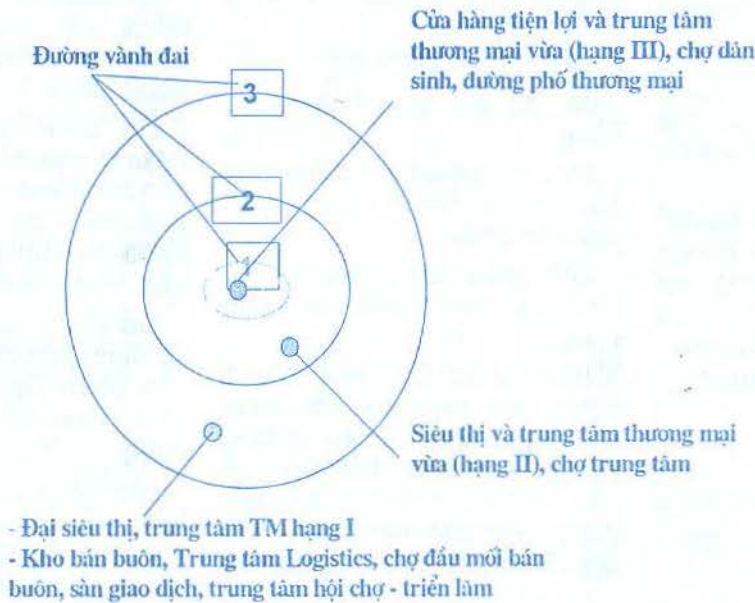 Cửa hàng tiện lợi và trung tâm
thương mại vừa (hạng III), chợ dân
sinh, đường phố thương mại
Đường vành đai
3
2
1
Siêu thị và trung tâm thương mại
vừa (hạng II), chợ trung tâm
- Đại siêu thị, trung tâm TM hạng I
- Kho bán buôn, Trung tâm Logistics, chợ đầu mối bán
buôn, sàn giao dịch, trung tâm hội chợ - triển lãm